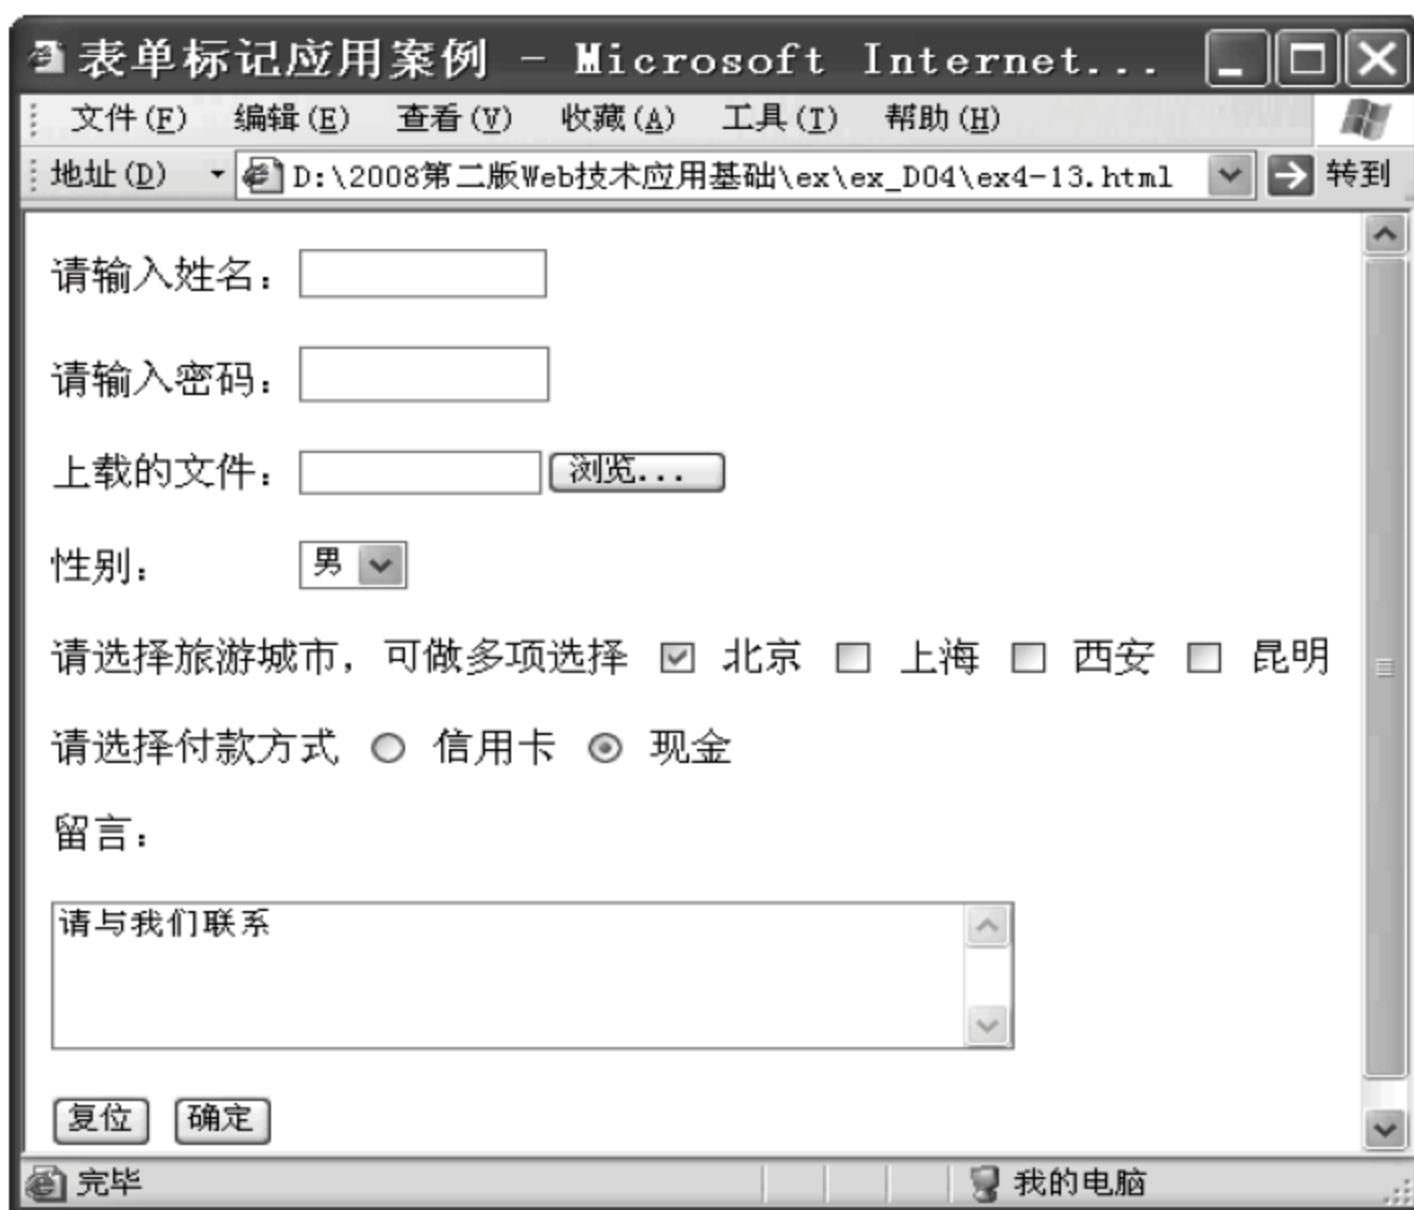 表单标记应用案例 - Microsoft Internet...
文件(F) 编辑(E) 查看(V) 收藏(A) 工具(T) 帮助(H)
地址(D) D:\2008第二版Web技术应用基础\ex\ex_D04\ex4-13.html 转到
请输入姓名：
请输入密码：
上载的文件： 浏览...
性别： 男
请选择旅游城市，可做多项选择 北京 上海 西安 昆明
请选择付款方式 信用卡 现金
留言：
请与我们联系
复位 确定
完毕 我的电脑